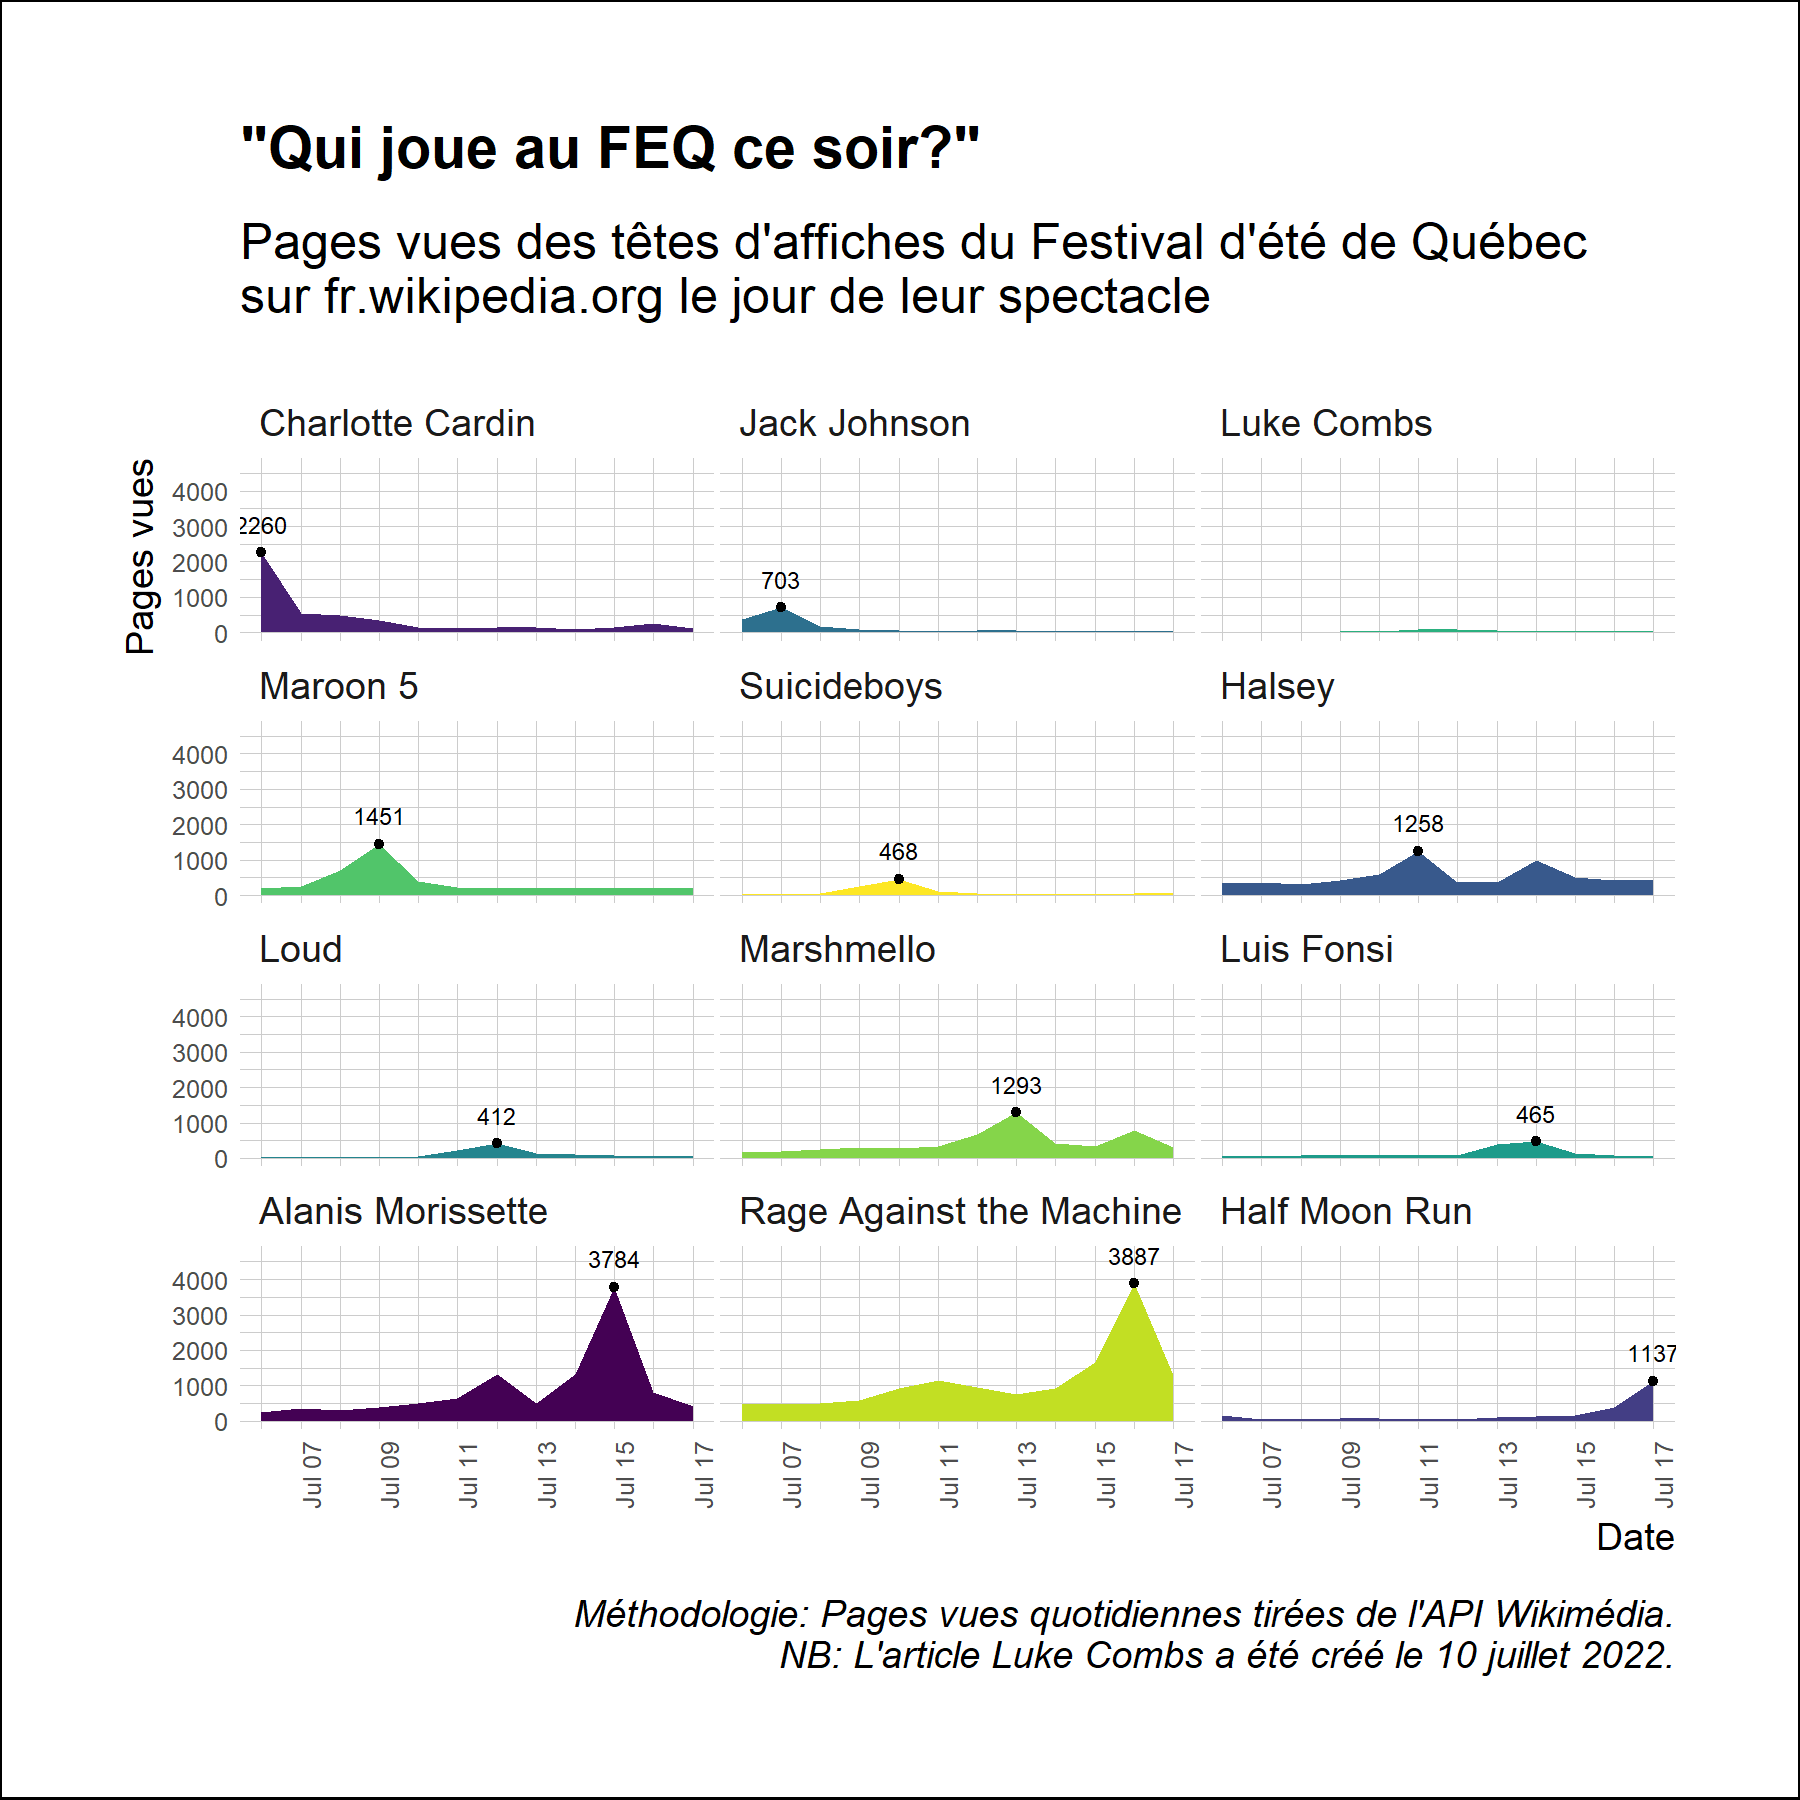 "Qui joue au FEQ ce soir?"
Pages vues des têtes d'affiches du Festival d'été de Québec
sur fr.wikipedia.org le jour de leur spectacle
Charlotte Cardin
Jack Johnson
Luke Combs
Pages vues
4000
3000
2000
1000
0
2260
703
Maroon 5
Suicideboys
Halsey
4000
3000
2000
1000
0
1451
468
1258
Loud
Marshmello
Luis Fonsi
4000
3000
2000
1000
0
412
1293
465
Alanis Morissette
Rage Against the Machine
Half Moon Run
4000
3000
2000
1000
0
3784
3887
1137
Jul 07
Jul 09
Jul 11
Jul 13
Jul 15
Jul 17
Jul 07
Jul 09
Jul 11
Jul 13
Jul 15
Jul 17
Jul 07
Jul 09
Jul 11
Jul 13
Jul 15
Jul 17
Date
Méthodologie: Pages vues quotidiennes tirées de l'API Wikimédia.
NB: L'article Luke Combs a été créé le 10 juillet 2022.